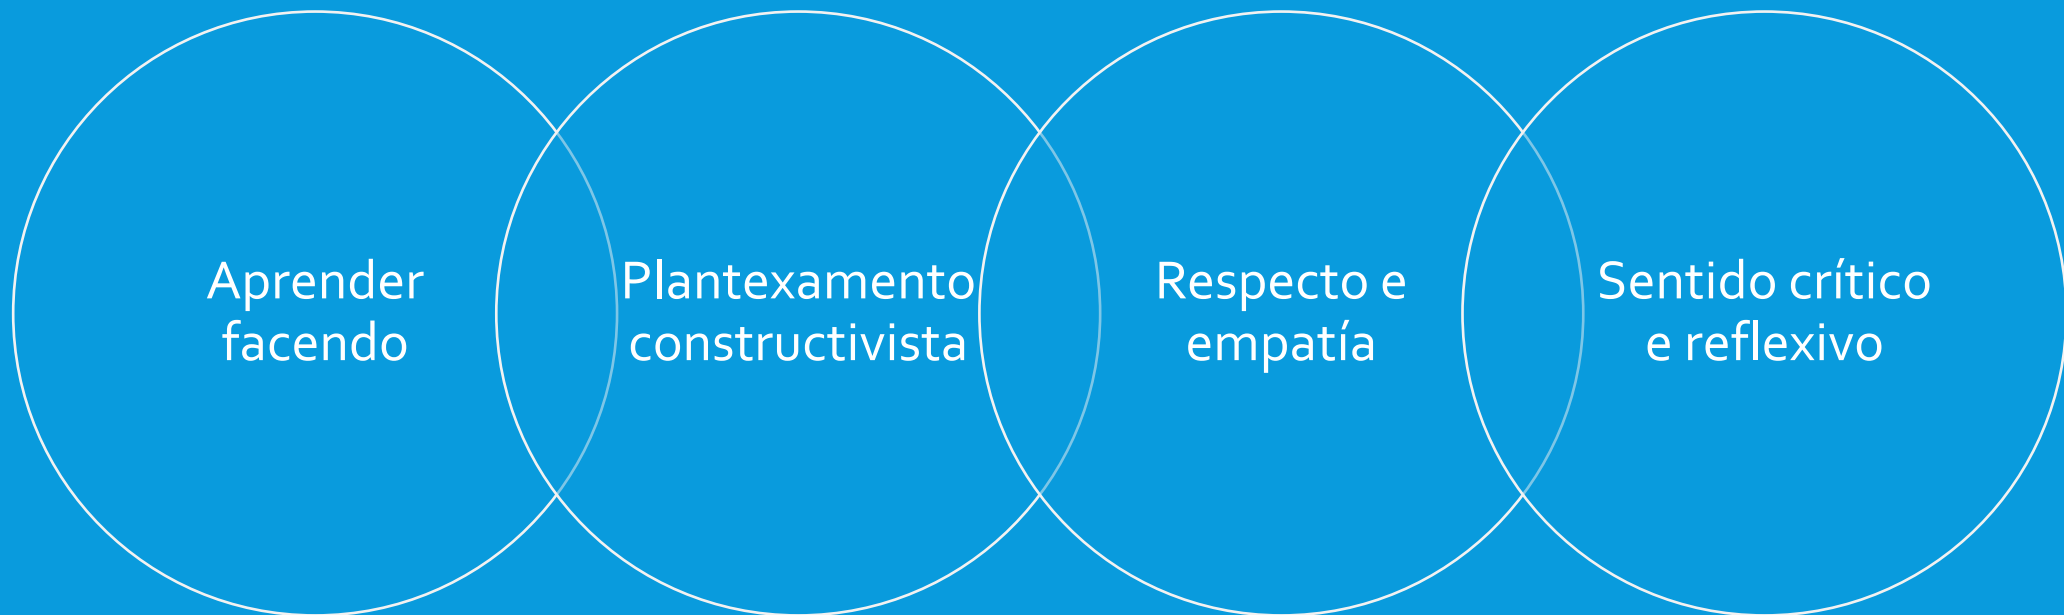 Aprender
facendo
Plantexamento
constructivista
Respecto e
empatía
Sentido crítico
e reflexivo